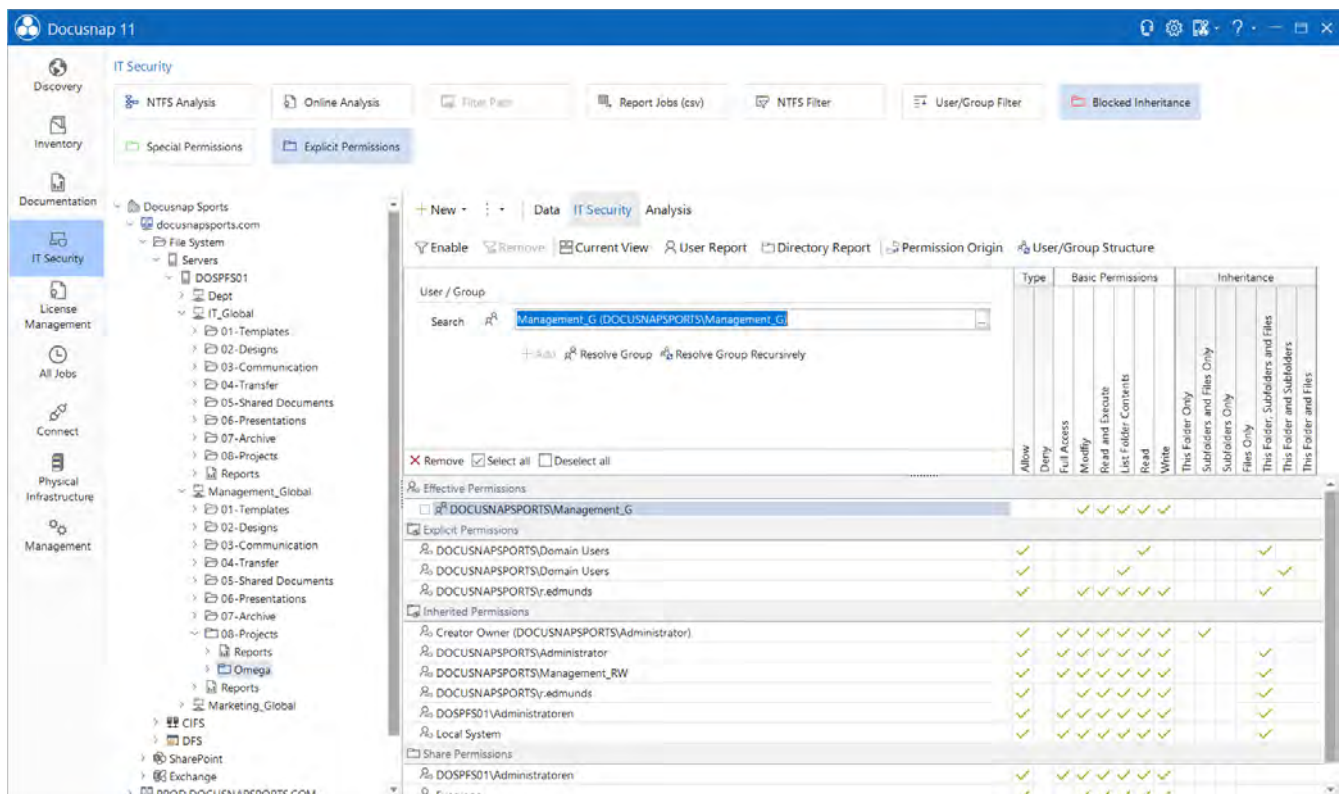 Docusnap 11
?
Discovery
Inventory
Documentation
IT Security
License
Management
All Jobs
Connect
Physical
Infrastructure
Management
IT Security
NTFS Analysis
Online Analysis
Filter Path
Report Jobs (csv)
NTFS Filter
User/Group Filter
Blocked Inheritance
Special Permissions
Explicit Permissions
Docusnap Sports
docusnapsports.com
File System
Servers
DOSPFS01
Dept
IT_Global
01-Templates
02-Designs
03-Communication
04-Transfer
05-Shared Documents
06-Presentations
07-Archive
08-Projects
Reports
Management_Global
01-Templates
02-Designs
03-Communication
04-Transfer
05-Shared Documents
06-Presentations
07-Archive
08-Projects
Reports
Omega
Reports
Marketing_Global
CIFS
DFS
SharePoint
Exchange
PROD.DOCUSNAPSPORTS.COM
New Data IT Security Analysis
Enable Remove Current View User Report Directory Report Permission Origin User/Group Structure
User / Group
Search Management_G (DOCUSNAPSPORTS\Management_G) ...
Add Resolve Group Resolve Group Recursively
Remove Select all Deselect all
Type Basic Permissions Inheritance
Allow
Deny
Full Access
Modfiy
Read and Execute
List Folder Contents
Read
Write
This Folder Only
Subfolders and Files Only
Subfolders Only
Files Only
This Folder, Subfolders and Files
This Folder and Subfolders
This Folder and Files
Effective Permissions
DOCUSNAPSPORTS\Management_G
Explicit Permissions
DOCUSNAPSPORTS\Domain Users
DOCUSNAPSPORTS\Domain Users
DOCUSNAPSPORTS\r.edmunds
Inherited Permissions
Creator Owner (DOCUSNAPSPORTS\Administrator)
DOCUSNAPSPORTS\Administrator
DOCUSNAPSPORTS\Management_RW
DOCUSNAPSPORTS\r.edmunds
DOSPFS01\Administratoren
Local System
Share Permissions
DOSPFS01\Administratoren